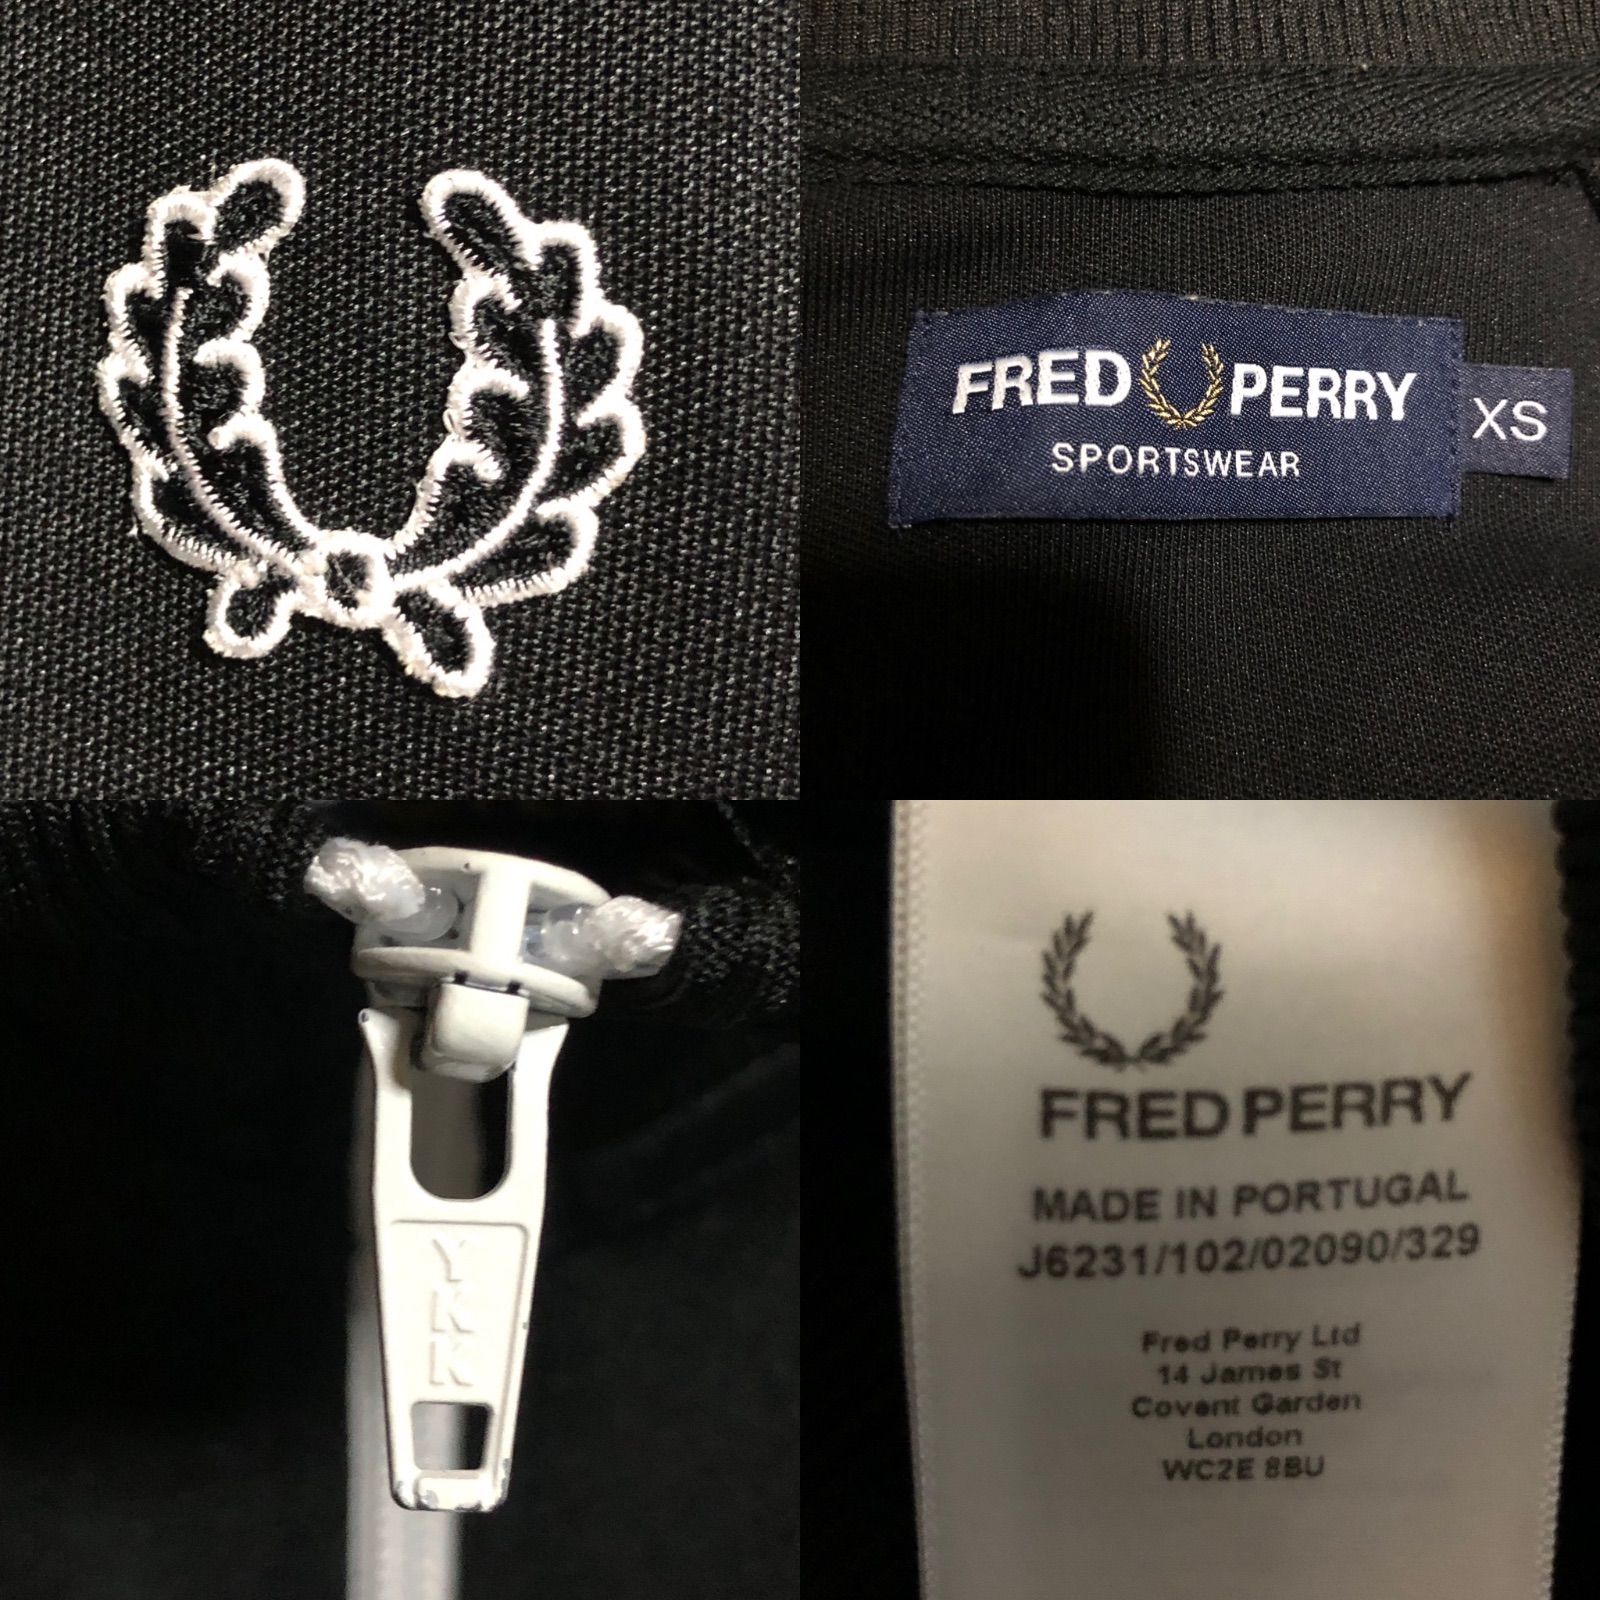 FRED PERRY
SPORTSWEAR
XS
YKK
FRED PERRY
MADE IN PORTUGAL
J6231/102/02090/329
Fred Perry Ltd
14 James St
Covent Garden
London
WC2E 8BU